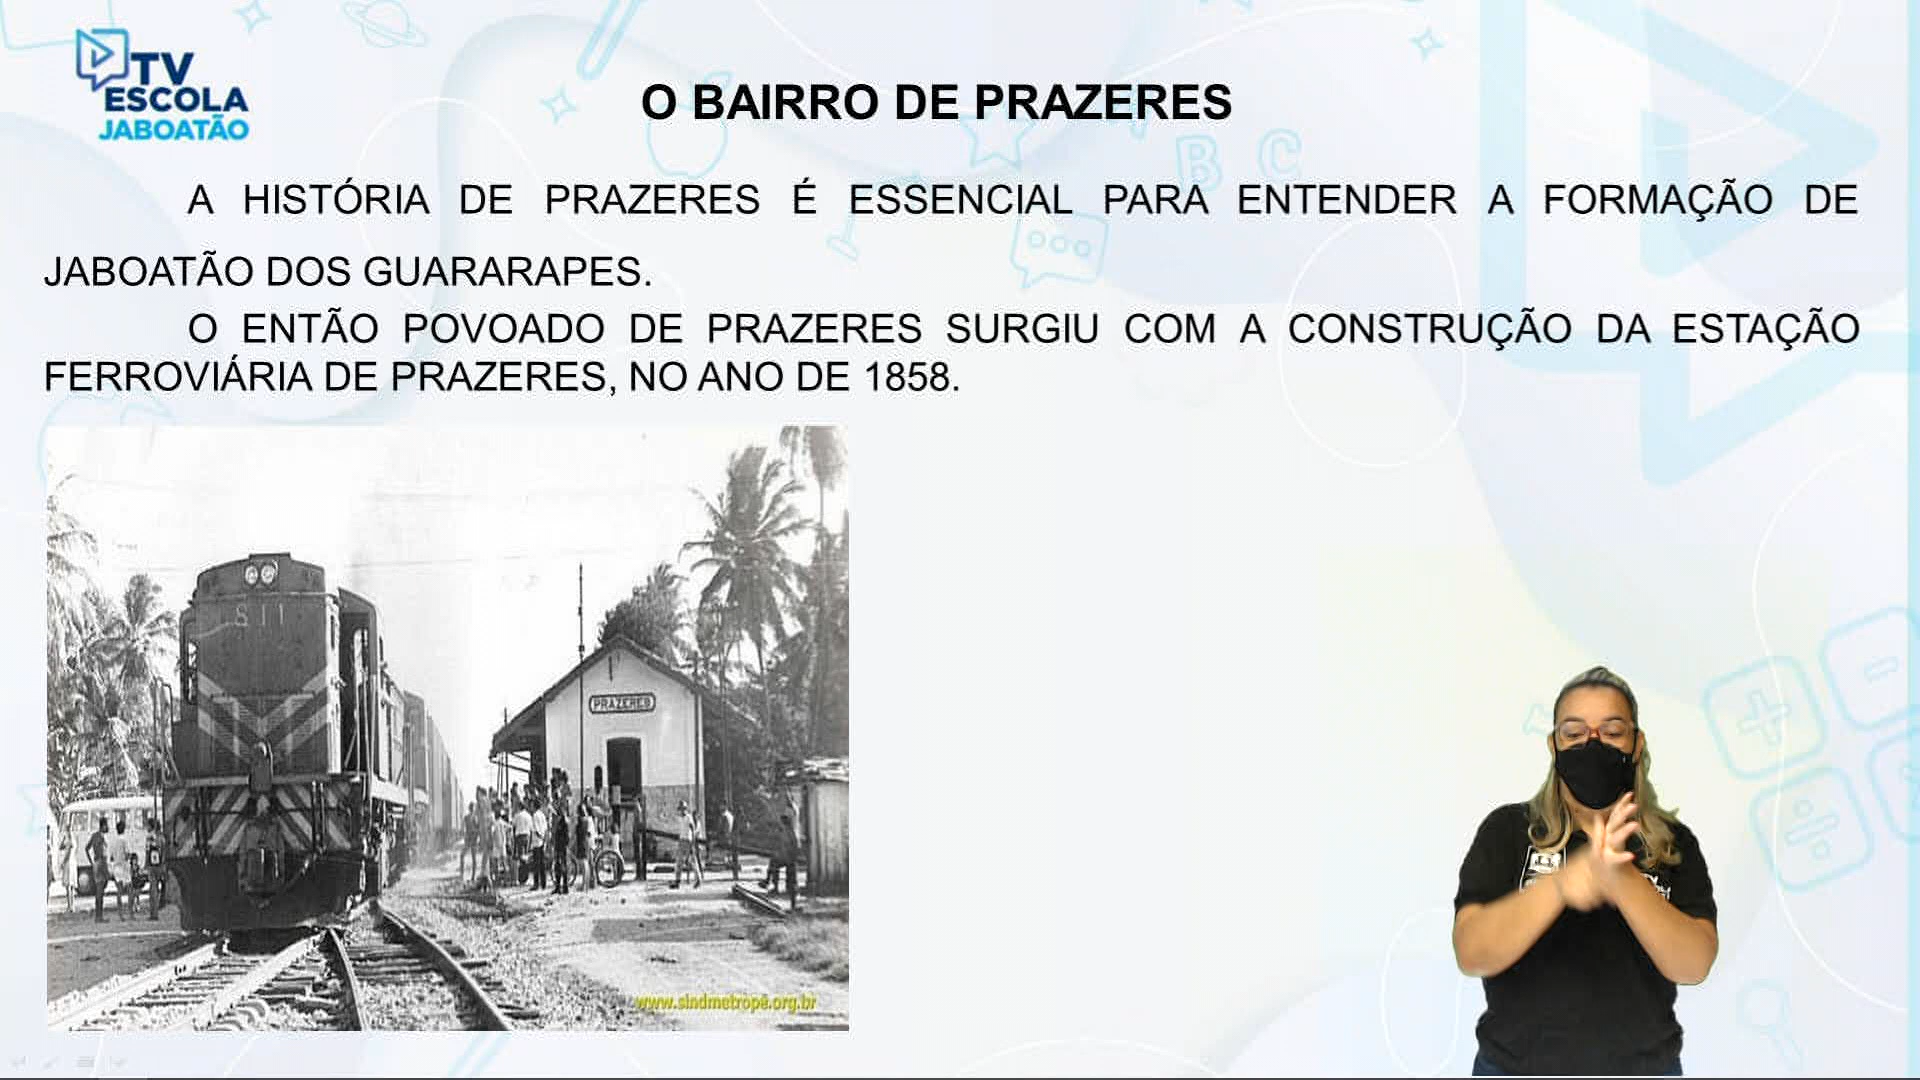 TV
ESCOLA
JABOATÃO
O BAIRRO DE PRAZERES
B C
A HISTÓRIA DE PRAZERES É ESSENCIAL PARA ENTENDER A FORMAÇÃO DE
JABOATÃO DOS GUARARAPES.
O ENTÃO POVOADO DE PRAZERES SURGIU COM A CONSTRUÇÃO DA ESTAÇÃO
FERROVIÁRIA DE PRAZERES, NO ANO DE 1858.
PRAZERES
www.sindmetrope.org.br